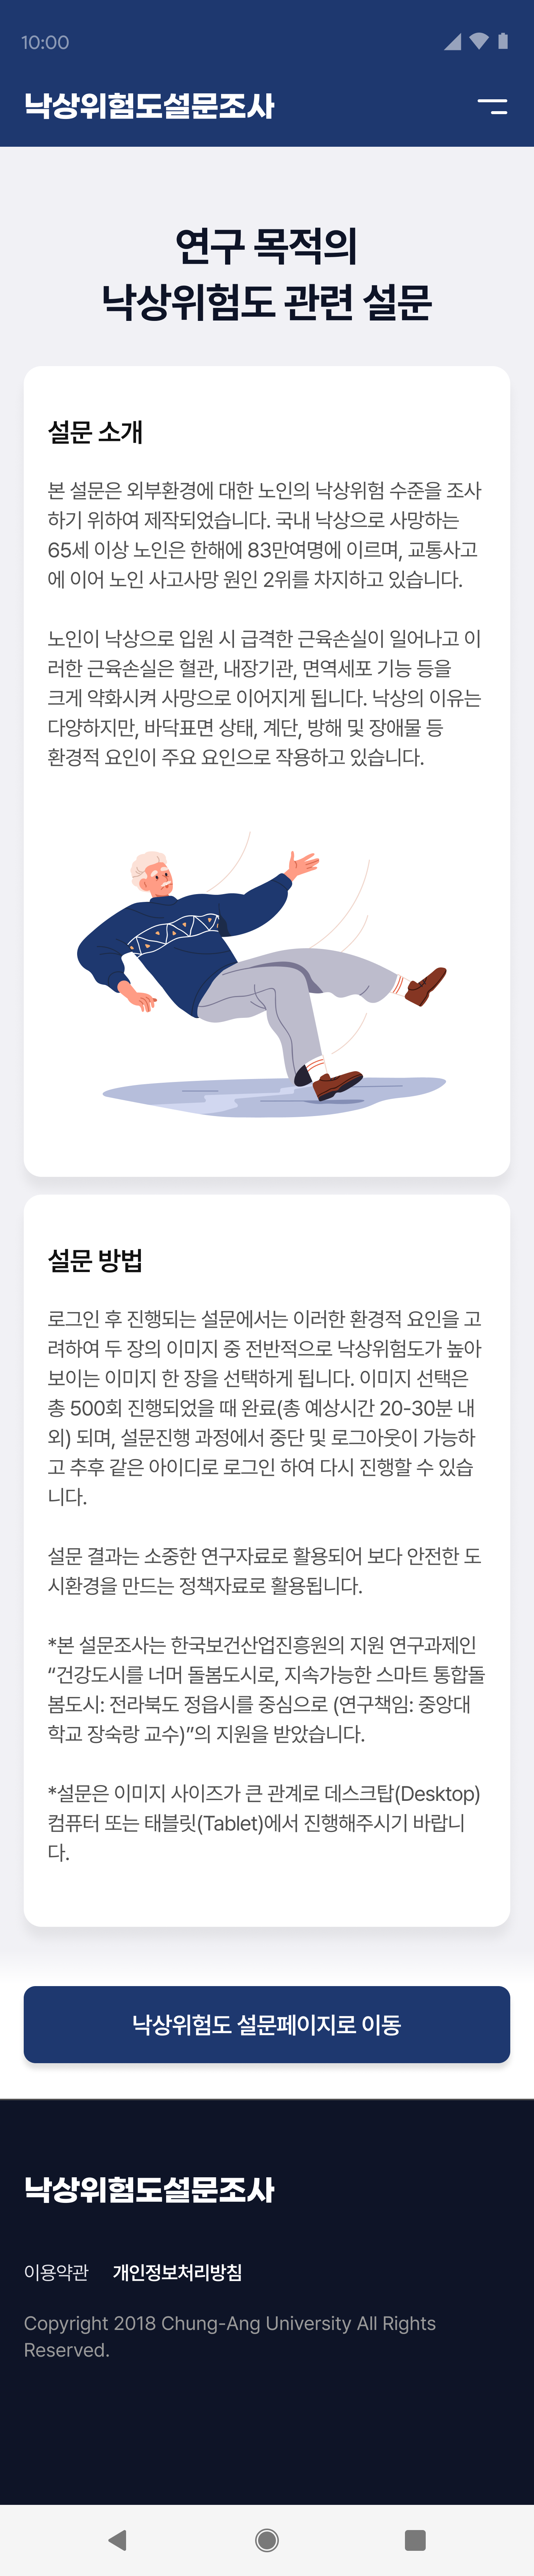 10:00
낙상위험도설문조사
연구 목적의
낙상위험도 관련 설문
설문 소개
본 설문은 외부환경에 대한 노인의 낙상위험 수준을 조사
하기 위하여 제작되었습니다. 국내 낙상으로 사망하는
65세 이상 노인은 한해에 83만여명에 이르며, 교통사고
에 이어 노인 사고사망 원인 2위를 차지하고 있습니다.
노인이 낙상으로 입원 시 급격한 근육손실이 일어나고 이
러한 근육손실은 혈관, 내장기관, 면역세포 기능 등을
크게 약화시켜 사망으로 이어지게 됩니다. 낙상의 이유는
다양하지만, 바닥표면 상태, 계단, 방해 및 장애물 등
환경적 요인이 주요 요인으로 작용하고 있습니다.
설문 방법
로그인 후 진행되는 설문에서는 이러한 환경적 요인을 고
려하여 두 장의 이미지 중 전반적으로 낙상위험도가 높아
보이는 이미지 한 장을 선택하게 됩니다. 이미지 선택은
총 500회 진행되었을 때 완료(총 예상시간 20-30분 내
외) 되며, 설문진행 과정에서 중단 및 로그아웃이 가능하
고 추후 같은 아이디로 로그인 하여 다시 진행할 수 있습
니다.
설문 결과는 소중한 연구자료로 활용되어 보다 안전한 도
시환경을 만드는 정책자료로 활용됩니다.
*본 설문조사는 한국보건산업진흥원의 지원 연구과제인
“건강도시를 너머 돌봄도시로, 지속가능한 스마트 통합돌
봄도시: 전라북도 정읍시를 중심으로 (연구책임: 중앙대
학교 장숙랑 교수)”의 지원을 받았습니다.
*설문은 이미지 사이즈가 큰 관계로 데스크탑(Desktop)
컴퓨터 또는 태블릿(Tablet)에서 진행해주시기 바랍니
다.
낙상위험도 설문페이지로 이동
낙상위험도설문조사
이용약관 개인정보처리방침
Copyright 2018 Chung-Ang University All Rights
Reserved.